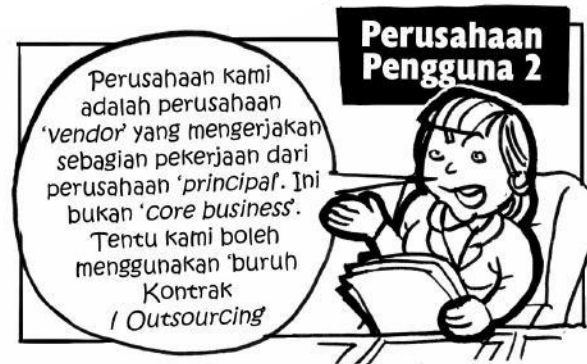 Perusahaan
Pengguna 2
Perusahaan kami
adalah perusahaan
'vendor' yang mengerjakan
sebagian pekerjaan dari
perusahaan 'principal'. Ini
bukan 'core business'.
Tentu kami boleh
menggunakan 'buruh
Kontrak
/ Outsourcing